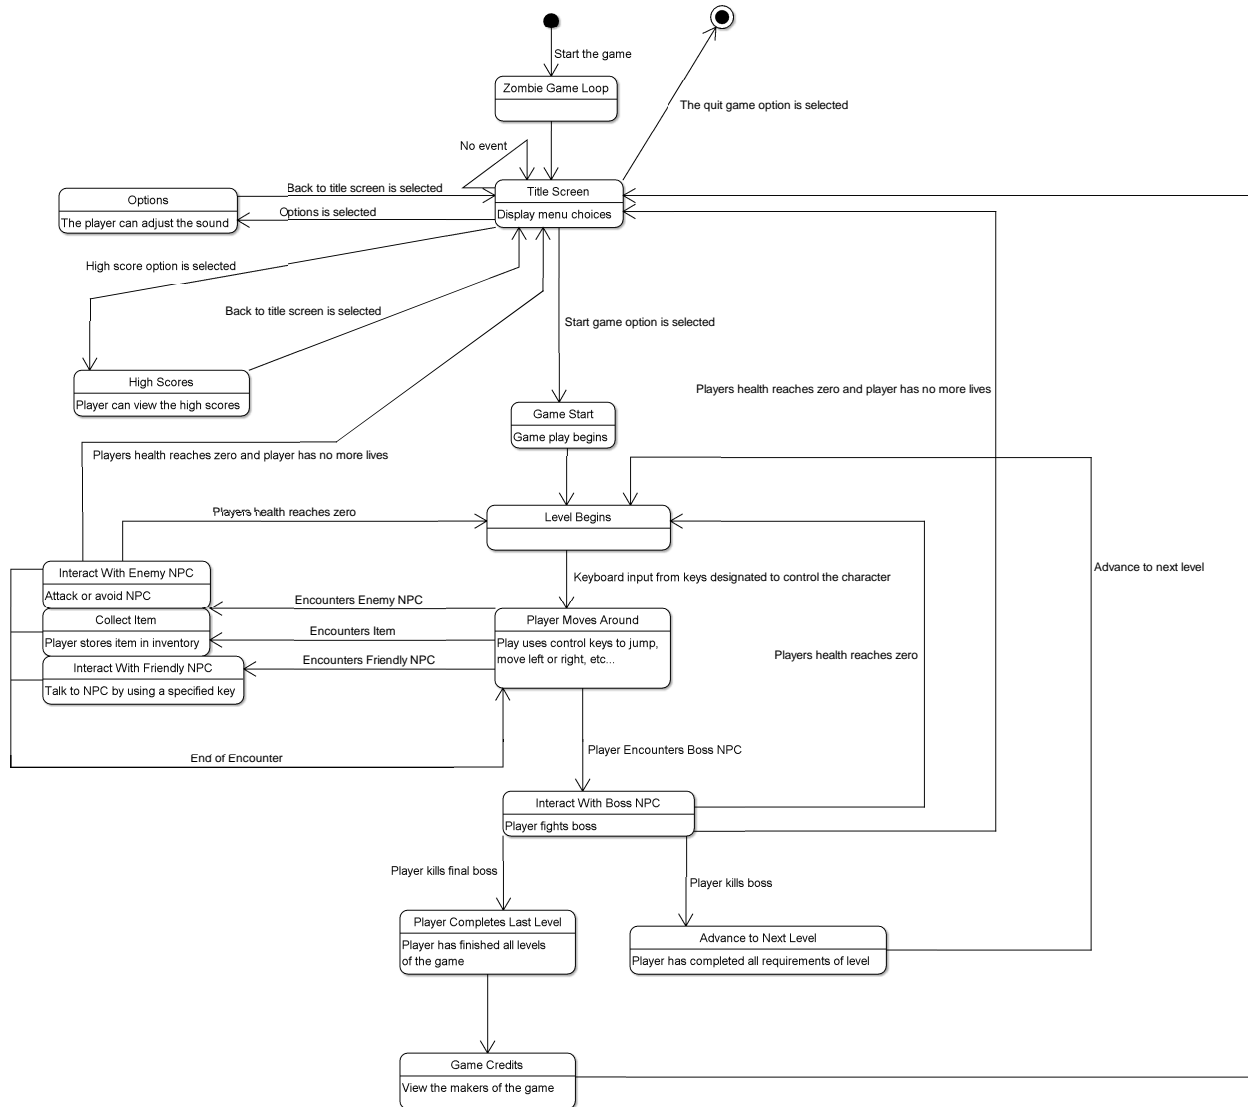 Start the game
Zombie Game Loop
The quit game option is selected
No event
Back to title screen is selected
Title Screen
Options
Display menu choices
Options is selected
The player can adjust the sound
High score option is selected
Back to title screen is selected
Start game option is selected
High Scores
Player can view the high scores
Players health reaches zero and player has no more lives
Game Start
Game play begins
Players health reaches zero and player has no more lives
Players health reaches zero
Level Begins
Advance to next level
Interact With Enemy NPC
Attack or avoid NPC
Keyboard input from keys designated to control the character
Encounters Enemy NPC
Collect Item
Player stores item in inventory
Encounters Item
Player Moves Around
Play uses control keys to jump,
move left or right, etc...
Interact With Friendly NPC
Talk to NPC by using a specified key
Encounters Friendly NPC
Players health reaches zero
End of Encounter
Player Encounters Boss NPC
Interact With Boss NPC
Player fights boss
Player kills final boss
Player kills boss
Player Completes Last Level
Player has finished all levels
of the game
Advance to Next Level
Player has completed all requirements of level
Game Credits
View the makers of the game